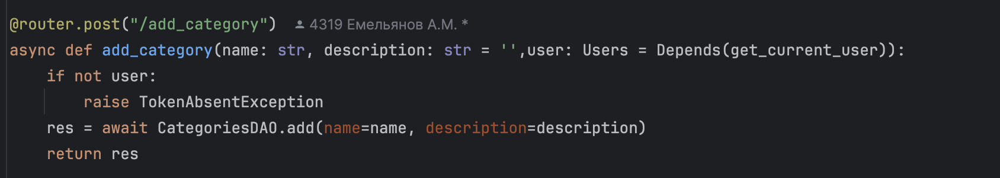 @router.post("/add_category") 4319 Емельянов А.М. *
async def add_category(name: str, description: str = '',user: Users = Depends(get_current_user)):
    if not user:
        raise TokenAbsentException
    res = await CategoriesDAO.add(name=name, description=description)
    return res